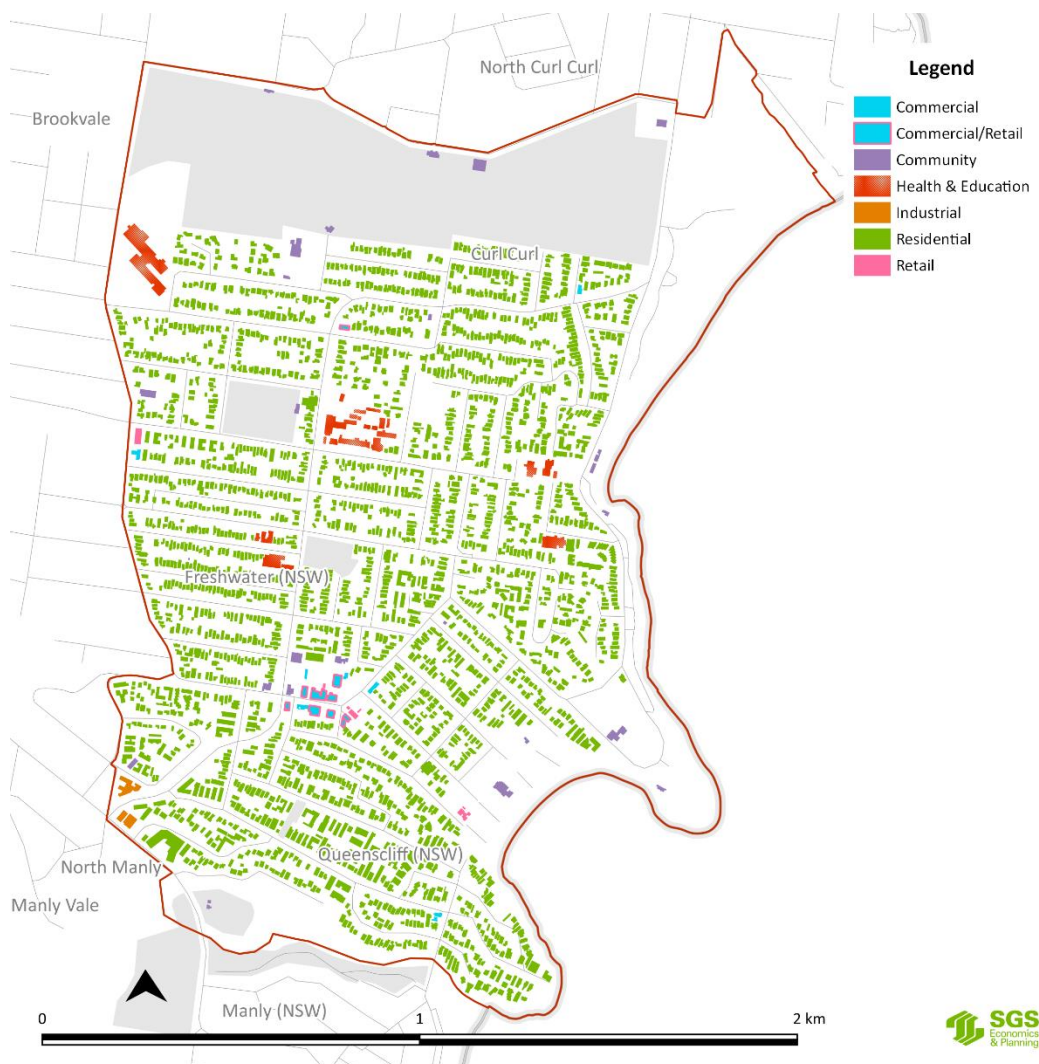 North Curl Curl
Brookvale
Legend
Commercial
Commercial/Retail
Community
Health & Education
Industrial
Residential
Retail
Curl Curl
Freshwater (NSW)
Queenscliff (NSW)
North Manly
Manly Vale
Manly (NSW)
0
1
2 km
SGS
Economics
& Planning